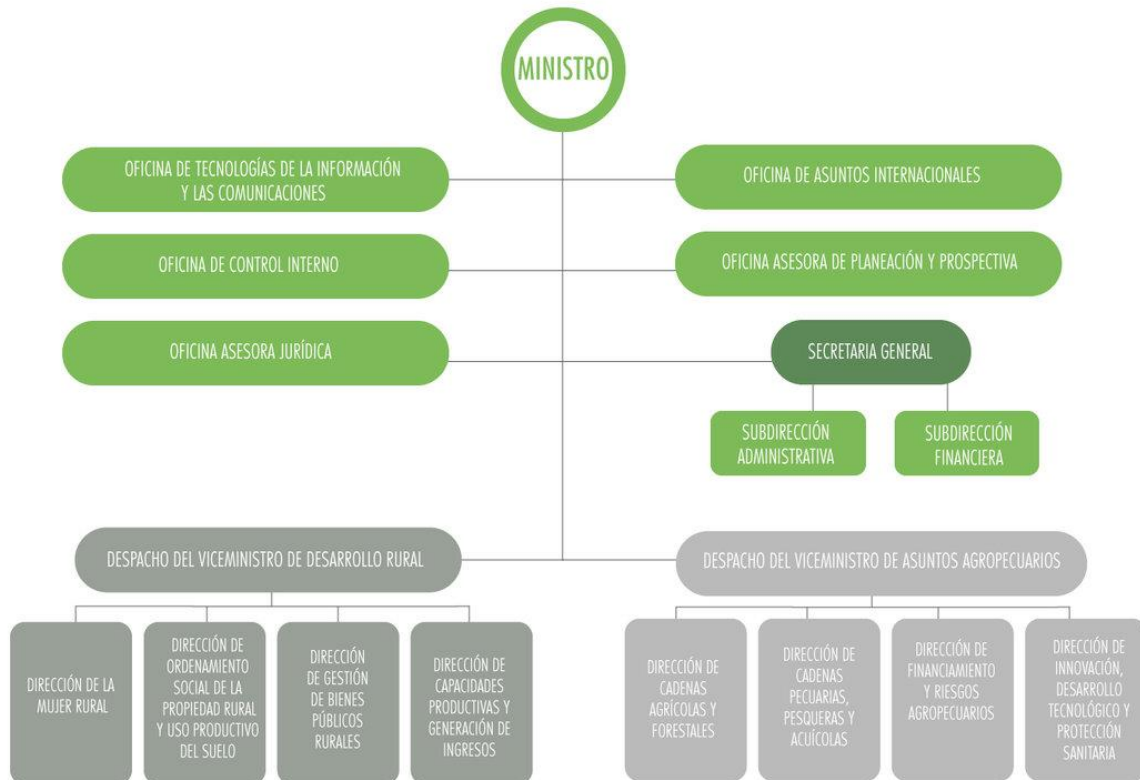 MINISTRO
OFICINA DE TECNOLOGÍAS DE LA INFORMACIÓN
Y LAS COMUNICACIONES
OFICINA DE ASUNTOS INTERNACIONALES
OFICINA DE CONTROL INTERNO
OFICINA ASESORA DE PLANEACIÓN Y PROSPECTIVA
OFICINA ASESORA JURÍDICA
SECRETARIA GENERAL
SUBDIRECCIÓN
ADMINISTRATIVA
SUBDIRECCIÓN
FINANCIERA
DESPACHO DEL VICEMINISTRO DE DESARROLLO RURAL
DESPACHO DEL VICEMINISTRO DE ASUNTOS AGROPECUARIOS
DIRECCIÓN DE LA
MUJER RURAL
DIRECCIÓN DE
ORDENAMIENTO
SOCIAL DE LA
PROPIEDAD RURAL
Y USO PRODUCTIVO
DEL SUELO
DIRECCIÓN
DE GESTIÓN
DE BIENES
PÚBLICOS
RURALES
DIRECCIÓN DE
CAPACIDADES
PRODUCTIVAS Y
GENERACIÓN DE
INGRESOS
DIRECCIÓN DE
CADENAS
AGRÍCOLAS Y
FORESTALES
DIRECCIÓN DE
CADENAS
PECUARIAS,
PESQUERAS Y
ACUÍCOLAS
DIRECCIÓN DE
FINANCIAMIENTO
Y RIESGOS
AGROPECUARIOS
DIRECCIÓN DE
INNOVACIÓN,
DESARROLLO
TECNOLÓGICO Y
PROTECCIÓN
SANITARIA